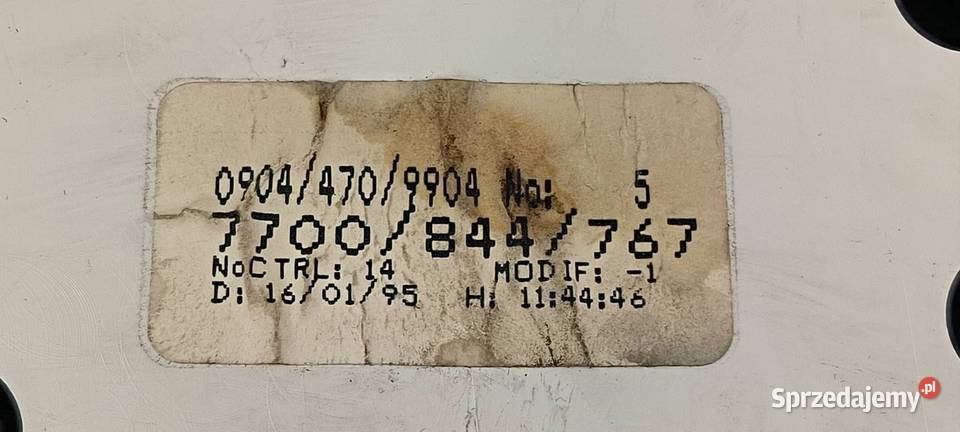 0904/470/9904 No: 5
7700/844/767
NoCTRL: 14 MODIF: -1
D: 16/01/95 H: 11:44:46
Sprzedajemy.pl